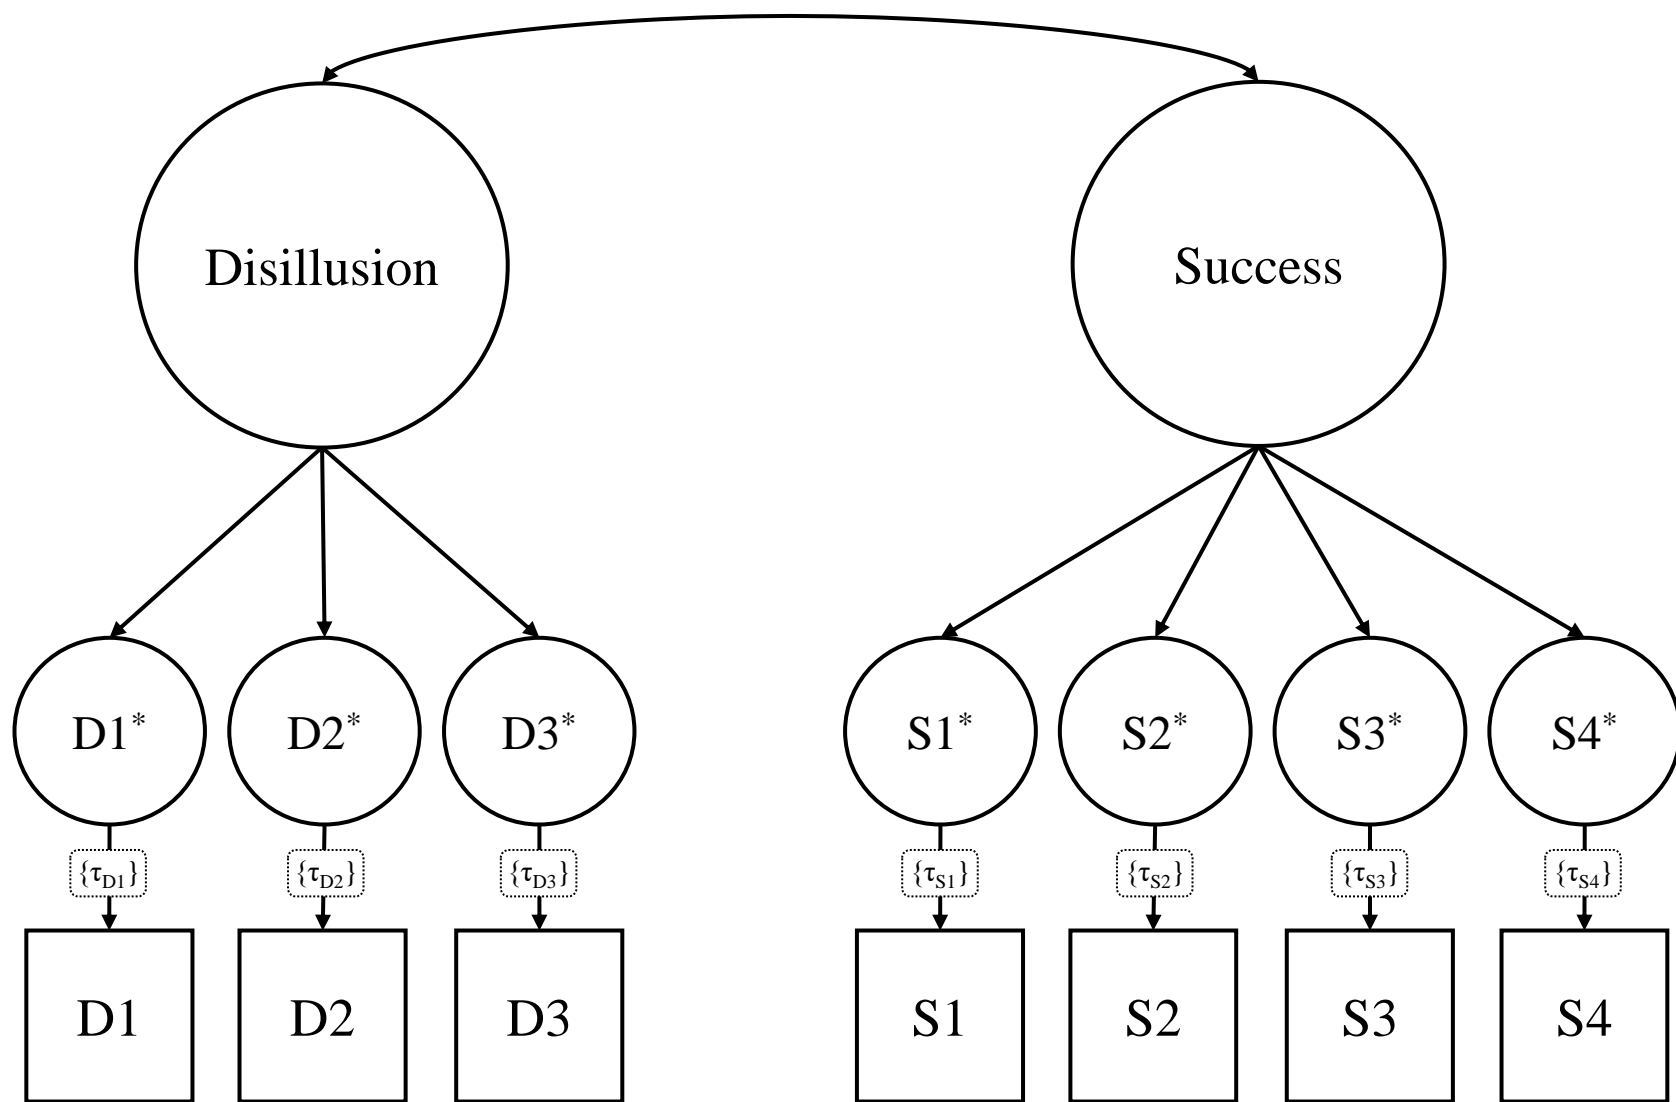 Disillusion
Success
D1*
D2*
D3*
S1*
S2*
S3*
S4*
{τD1}
{τD2}
{τD3}
{τS1}
{τS2}
{τS3}
{τS4}
D1
D2
D3
S1
S2
S3
S4